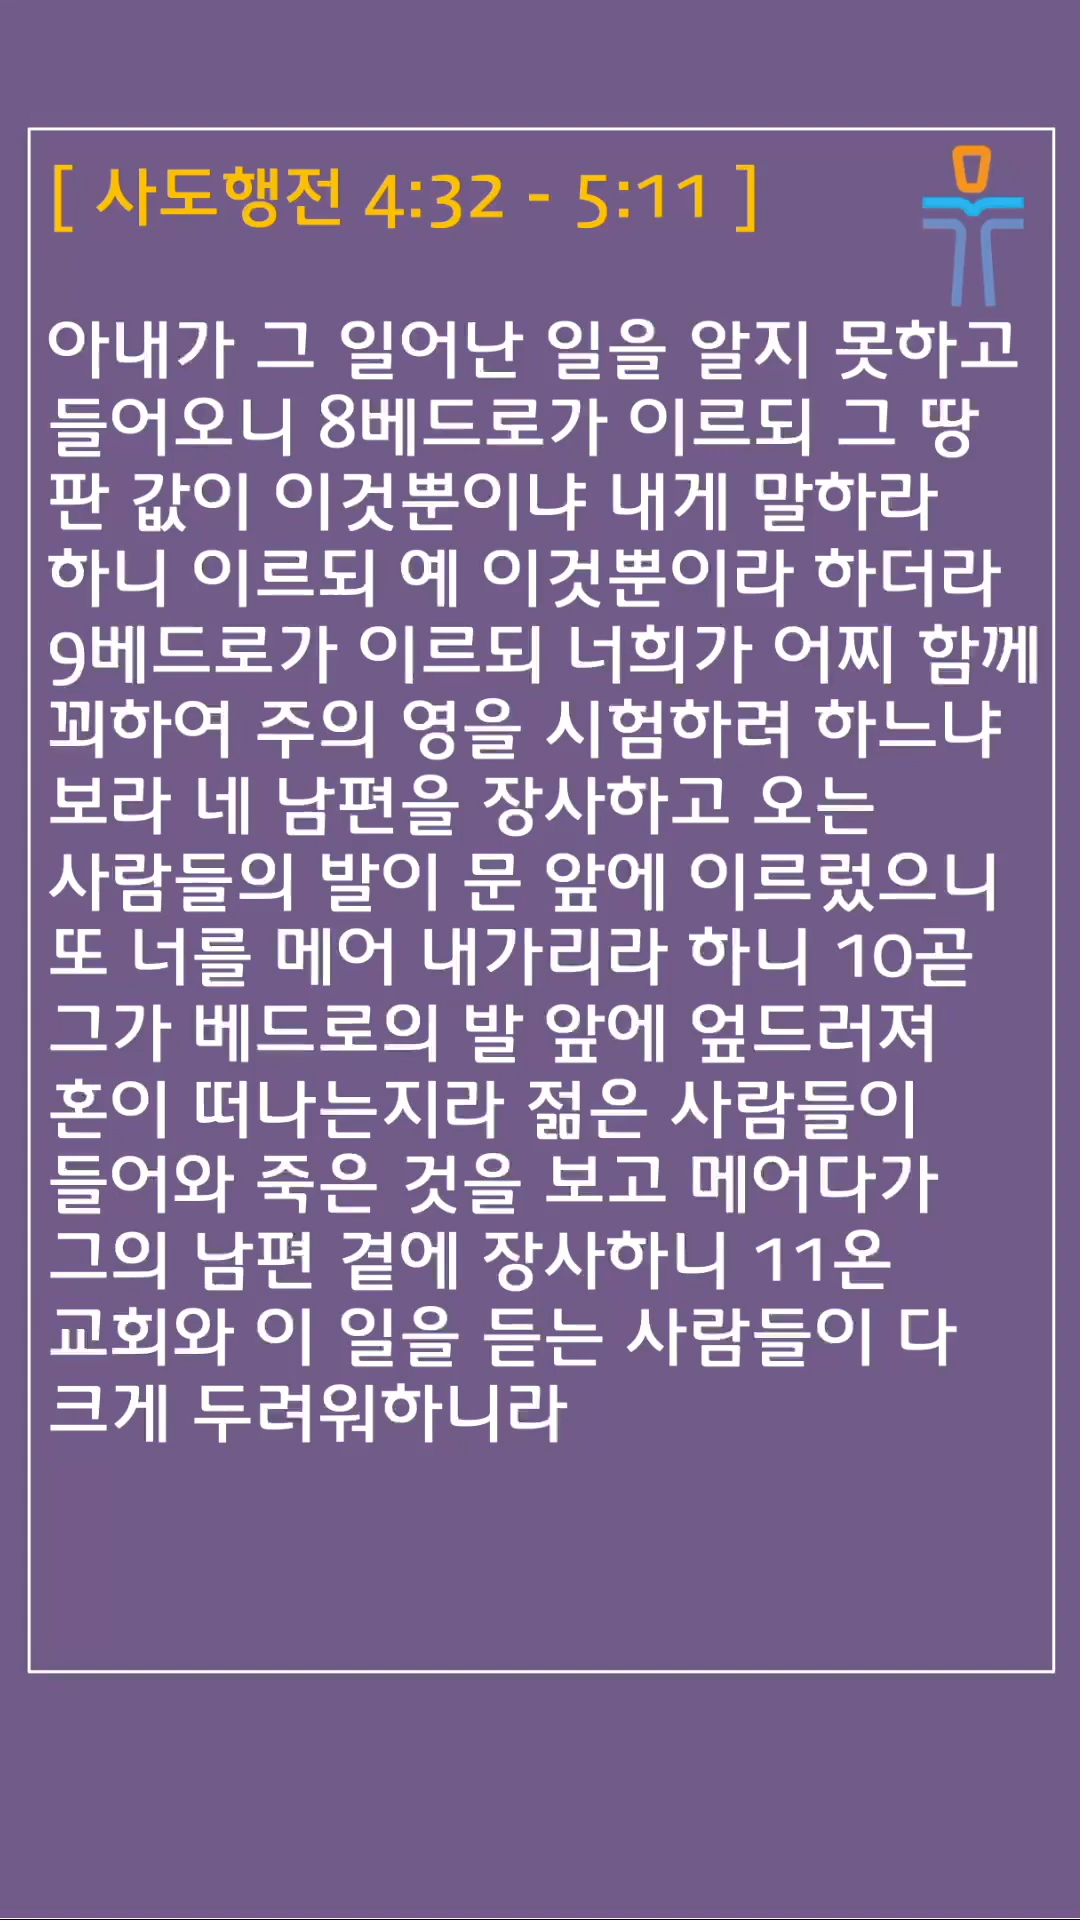 [ 사도행전 4:32 - 5:11 ]
아내가 그 일어난 일을 알지 못하고
들어오니 8베드로가 이르되 그 땅
판 값이 이것뿐이냐 내게 말하라
하니 이르되 예 이것뿐이라 하더라
9베드로가 이르되 너희가 어찌 함께
꾀하여 주의 영을 시험하려 하느냐
보라 네 남편을 장사하고 오는
사람들의 발이 문 앞에 이르렀으니
또 너를 메어 내가리라 하니 10곧
그가 베드로의 발 앞에 엎드러져
혼이 떠나는지라 젊은 사람들이
들어와 죽은 것을 보고 메어다가
그의 남편 곁에 장사하니 11온
교회와 이 일을 듣는 사람들이 다
크게 두려워하니라